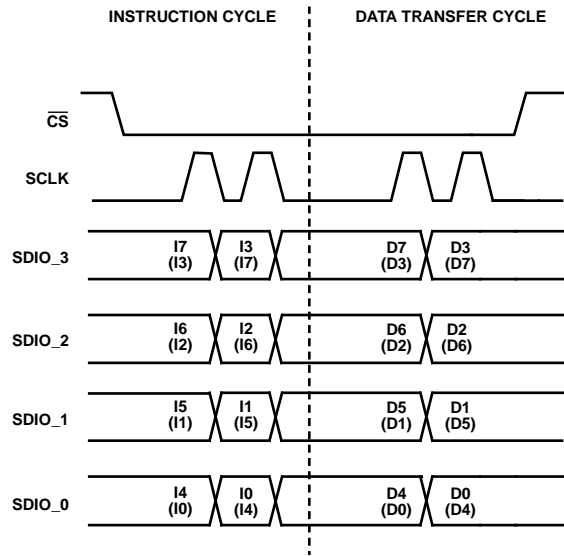 INSTRUCTION CYCLE DATA TRANSFER CYCLE
CS
SCLK
SDIO_3 I7 I3 D7 D3
(I3) (I7) (D3) (D7)
SDIO_2 I6 I2 D6 D2
(I2) (I6) (D2) (D6)
SDIO_1 I5 I1 D5 D1
(I1) (I5) (D1) (D5)
SDIO_0 I4 I0 D4 D0
(I0) (I4) (D0) (D4)